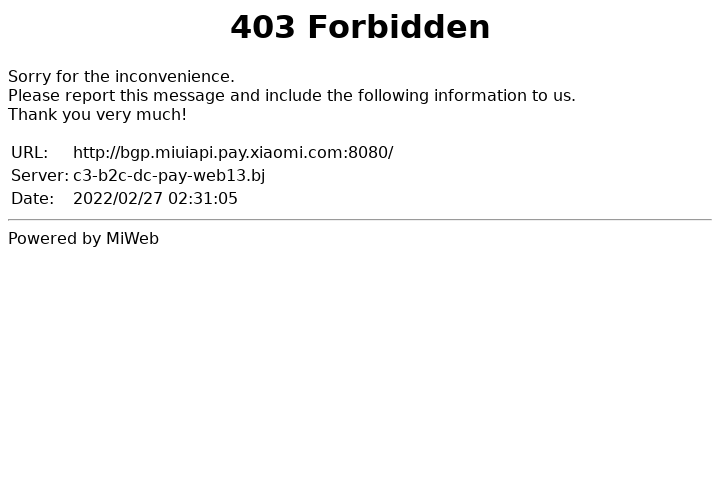 403 Forbidden
Sorry for the inconvenience.
Please report this message and include the following information to us.
Thank you very much!
URL: http://bgp.miuiapi.pay.xiaomi.com:8080/
Server: c3-b2c-dc-pay-web13.bj
Date: 2022/02/27 02:31:05
Powered by MiWeb